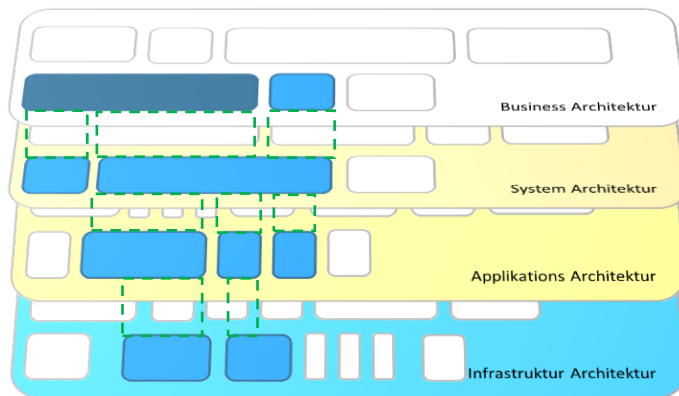 Business Architektur
System Architektur
Applikations Architektur
Infrastruktur Architektur